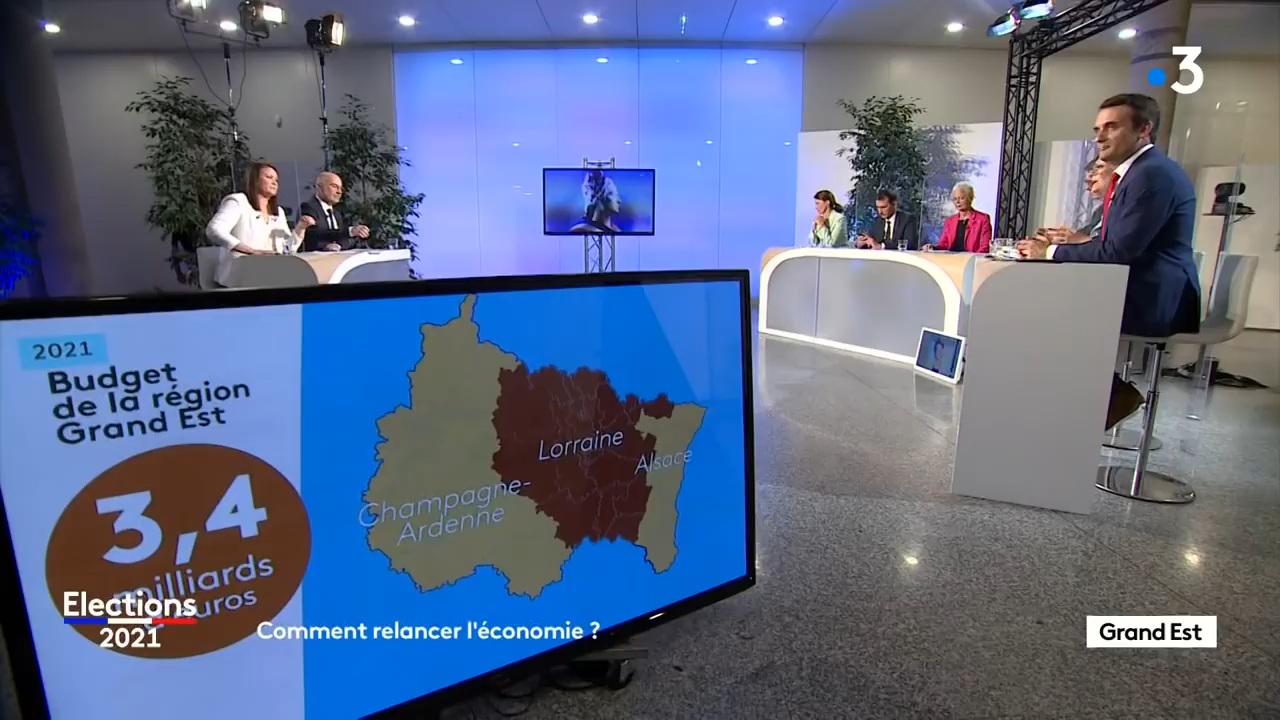 3
2021
Budget
de la région
Grand Est
3,4
milliards
Lorraine
Alsace
Champagne-
Ardenne
Elections
2021
Comment relancer l'économie ?
Grand Est